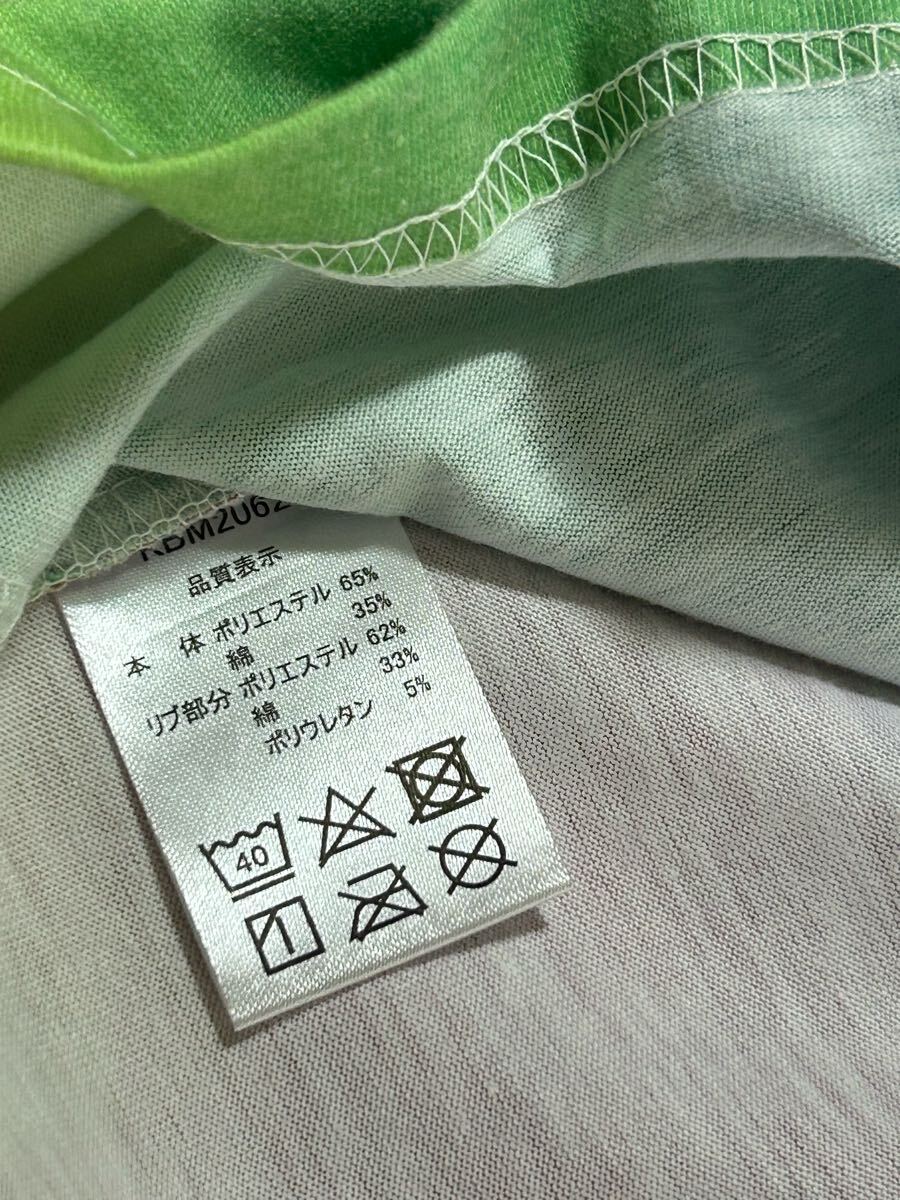 KBM2062
品質表示
本 体 ポリエステル 65%
綿 35%
リブ部分 ポリエステル 62%
綿 33%
ポリウレタン 5%
40